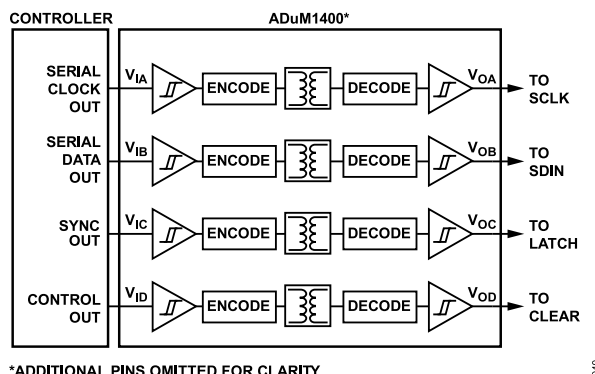 CONTROLLER
ADuM1400*
SERIAL
CLOCK
OUT
VIA
ENCODE
DECODE
VOA
TO
SCLK
SERIAL
DATA
OUT
VIB
ENCODE
DECODE
VOB
TO
SDIN
SYNC
OUT
VIC
ENCODE
DECODE
VOC
TO
LATCH
CONTROL
OUT
VID
ENCODE
DECODE
VOD
TO
CLEAR
*ADDITIONAL PINS OMITTED FOR CLARITY